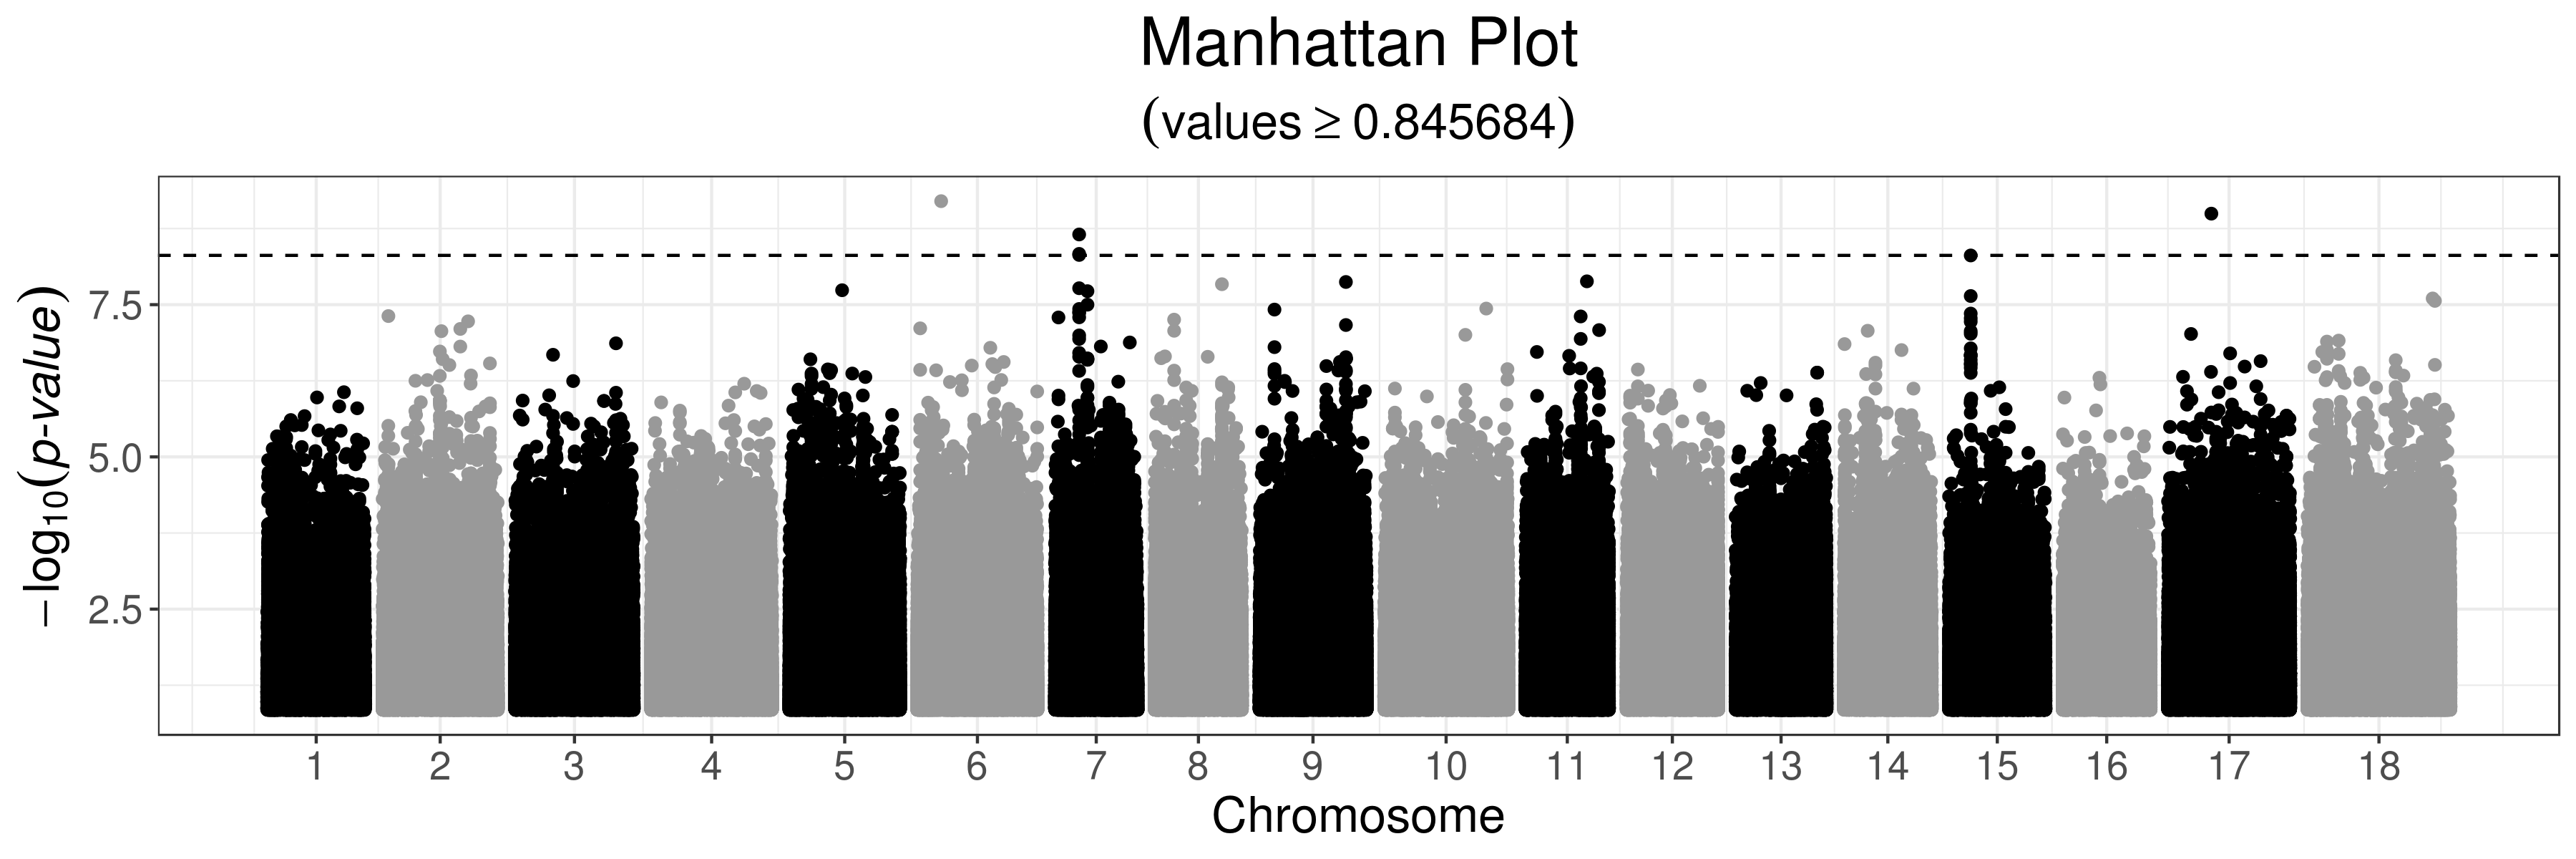 Manhattan Plot
(values ≥ 0.845684)
−log10(p-value)
7.5
5.0
2.5
1 2 3 4 5 6 7 8 9 10 11 12 13 14 15 16 17 18
Chromosome